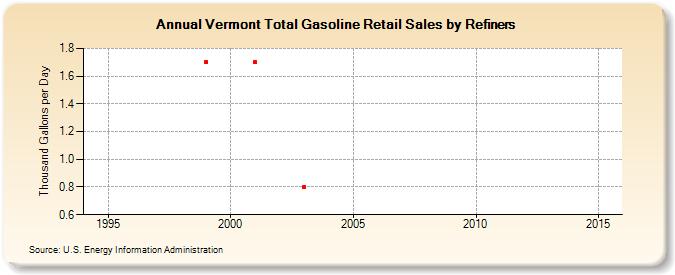 Annual Vermont Total Gasoline Retail Sales by Refiners
Thousand Gallons per Day
1.8
1.6
1.4
1.2
1.0
0.8
0.6
1995 2000 2005 2010 2015
Source: U.S. Energy Information Administration